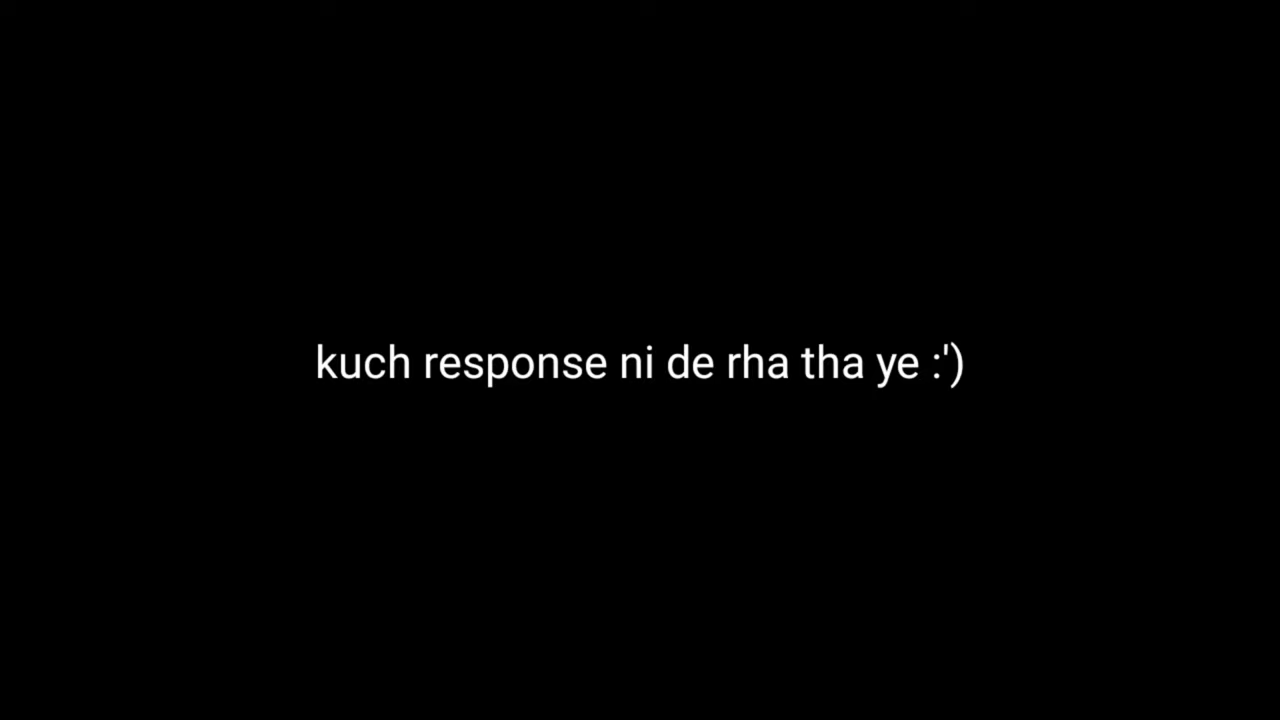 kuch response ni de rha tha ye :')